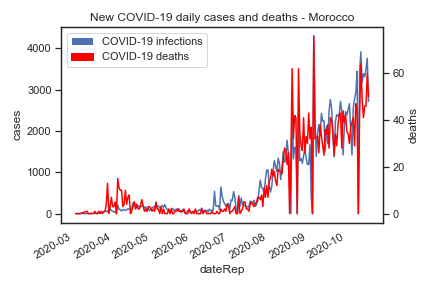 New COVID-19 daily cases and deaths - Morocco
COVID-19 infections
COVID-19 deaths
4000
3000
2000
1000
0
cases
60
40
20
0
deaths
2020-03
2020-04
2020-05
2020-06
2020-07
2020-08
2020-09
2020-10
dateRep